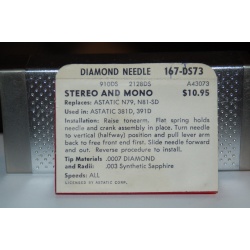 DIAMOND NEEDLE 167-DS73
910DS 2128DS A43073
STEREO AND MONO $10.95
Replaces: ASTATIC N79, N81-SD
Used in: ASTATIC 381D, 391D
Installation: Raise tonearm. Flat spring holds
needle and crank assembly in place. Turn needle
to vertical (halfway) position and pull lever arm
back to free front end first. Slide needle down
and out. Reverse procedure to install.
Tip Materials .0007 DIAMOND
and Radii: .003 Synthetic Sapphire
Speeds: ALL
LICENSED BY ASTATIC CORP.